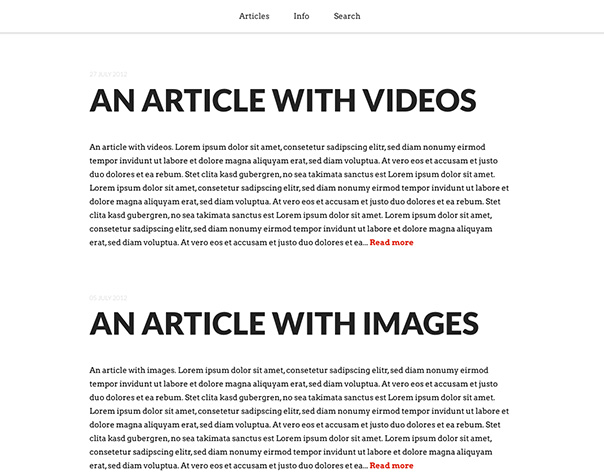 Articles Info Search
27 JULY 2012
AN ARTICLE WITH VIDEOS
An article with videos. Lorem ipsum dolor sit amet, consetetur sadipscing elitr, sed diam nonumy eirmod
tempor invidunt ut labore et dolore magna aliquyam erat, sed diam voluptua. At vero eos et accusam et justo
duo dolores et ea rebum. Stet clita kasd gubergren, no sea takimata sanctus est Lorem ipsum dolor sit amet.
Lorem ipsum dolor sit amet, consetetur sadipscing elitr, sed diam nonumy eirmod tempor invidunt ut labore et
dolore magna aliquyam erat, sed diam voluptua. At vero eos et accusam et justo duo dolores et ea rebum. Stet
clita kasd gubergren, no sea takimata sanctus est Lorem ipsum dolor sit amet. Lorem ipsum dolor sit amet,
consetetur sadipscing elitr, sed diam nonumy eirmod tempor invidunt ut labore et dolore magna aliquyam
erat, sed diam voluptua. At vero eos et accusam et justo duo dolores et ea... Read more
05 JULY 2012
AN ARTICLE WITH IMAGES
An article with images. Lorem ipsum dolor sit amet, consetetur sadipscing elitr, sed diam nonumy eirmod
tempor invidunt ut labore et dolore magna aliquyam erat, sed diam voluptua. At vero eos et accusam et justo
duo dolores et ea rebum. Stet clita kasd gubergren, no sea takimata sanctus est Lorem ipsum dolor sit amet.
Lorem ipsum dolor sit amet, consetetur sadipscing elitr, sed diam nonumy eirmod tempor invidunt ut labore et
dolore magna aliquyam erat, sed diam voluptua. At vero eos et accusam et justo duo dolores et ea rebum. Stet
clita kasd gubergren, no sea takimata sanctus est Lorem ipsum dolor sit amet. Lorem ipsum dolor sit amet,
consetetur sadipscing elitr, sed diam nonumy eirmod tempor invidunt ut labore et dolore magna aliquyam
erat, sed diam voluptua. At vero eos et accusam et justo duo dolores et ea... Read more